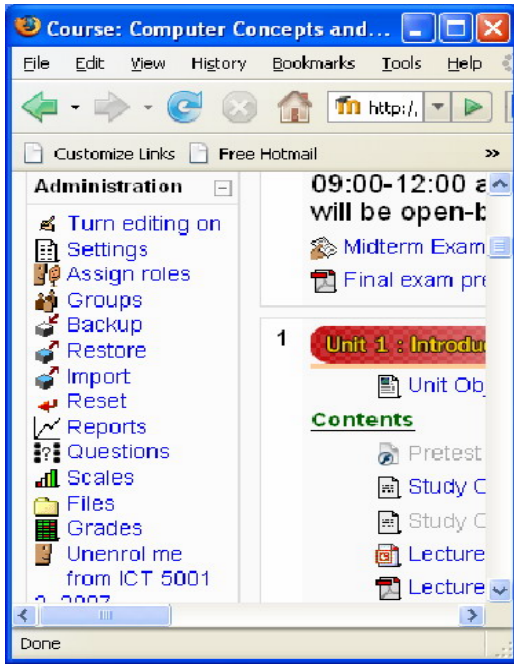 Course: Computer Concepts and...
File Edit View History Bookmarks Tools Help
http:/,
Customize Links Free Hotmail »
Administration
Turn editing on
Settings
Assign roles
Groups
Backup
Restore
Import
Reset
Reports
Questions
Scales
Files
Grades
Unenrol me
from ICT 5001
2, 2007
09:00-12:00 a
will be open-b
Midterm Exam
Final exam pre
1
Unit 1 : Introdu
Unit Obj
Contents
Pretest
Study C
Study C
Lecture
Lecture
Done